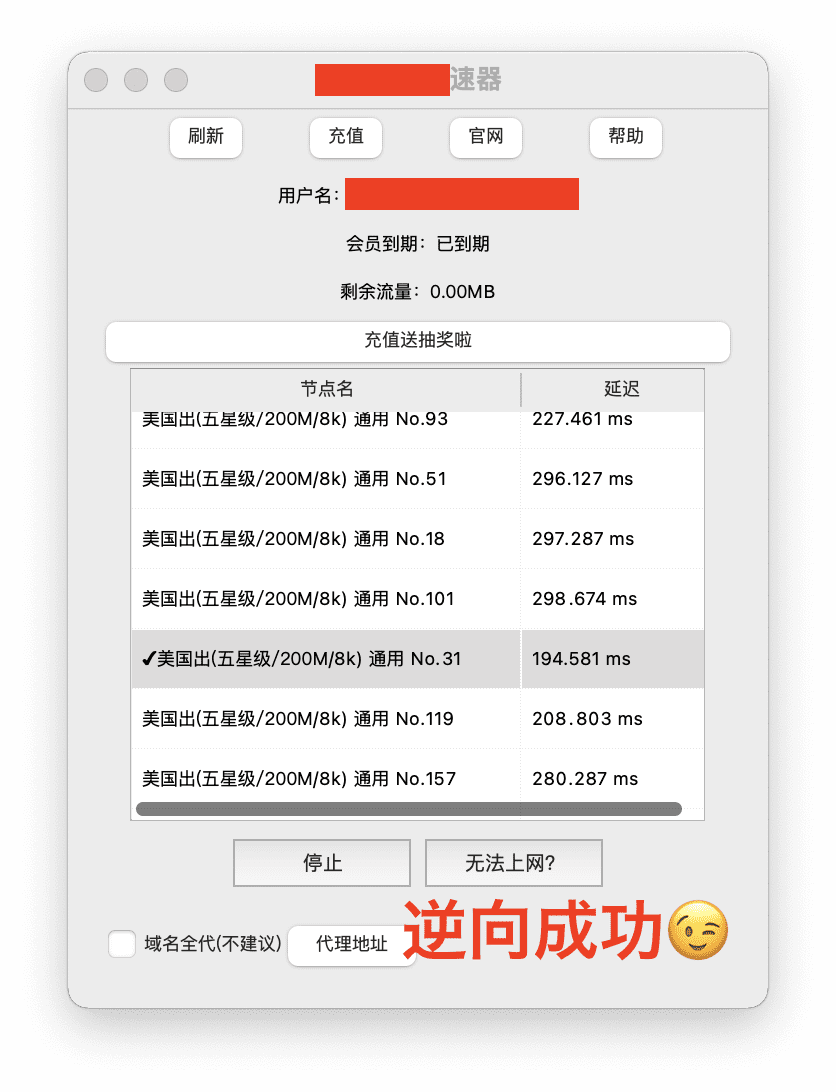 速器
刷新 充值 官网 帮助
用户名:
会员到期: 已到期
剩余流量: 0.00MB
充值送抽奖啦
节点名 延迟
美国出(五星级/200M/8k) 通用 No.93 227.461 ms
美国出(五星级/200M/8k) 通用 No.51 296.127 ms
美国出(五星级/200M/8k) 通用 No.18 297.287 ms
美国出(五星级/200M/8k) 通用 No.101 298.674 ms
✔美国出(五星级/200M/8k) 通用 No.31 194.581 ms
美国出(五星级/200M/8k) 通用 No.119 208.803 ms
美国出(五星级/200M/8k) 通用 No.157 280.287 ms
停止 无法上网?
逆向成功😉
域名全代(不建议) 代理地址